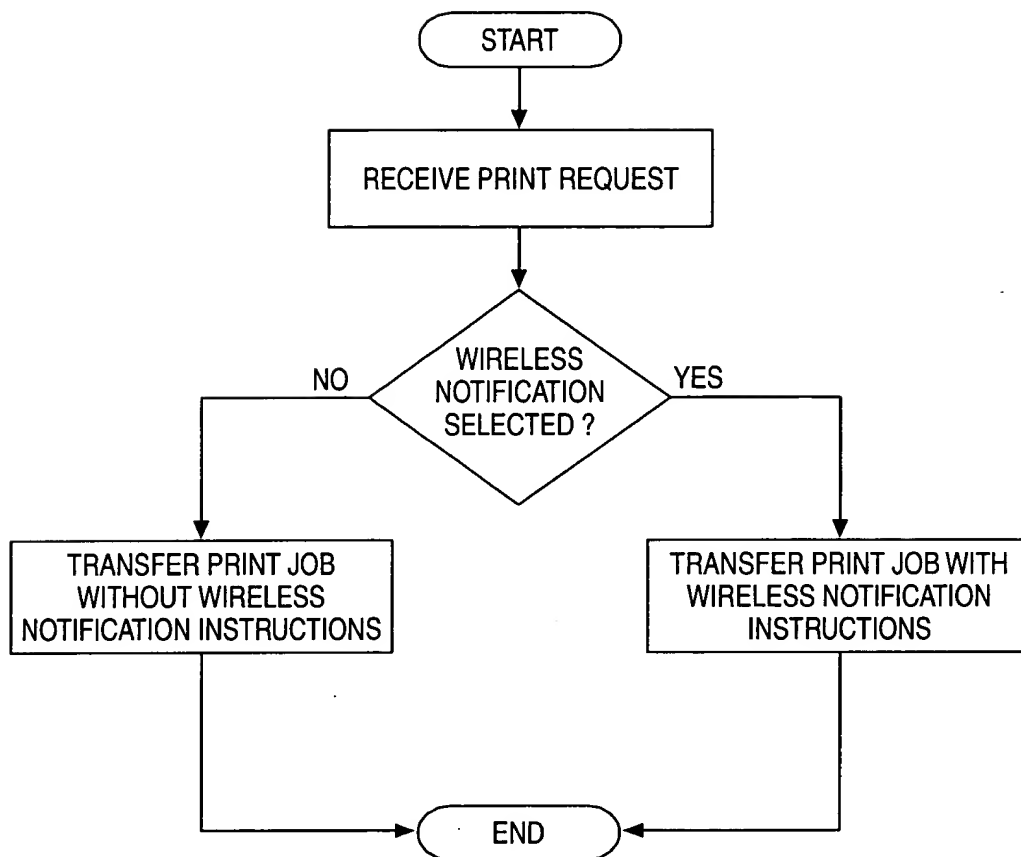 START
RECEIVE PRINT REQUEST
WIRELESS
NOTIFICATION
SELECTED ?
NO
YES
TRANSFER PRINT JOB
WITHOUT WIRELESS
NOTIFICATION INSTRUCTIONS
TRANSFER PRINT JOB WITH
WIRELESS NOTIFICATION
INSTRUCTIONS
END